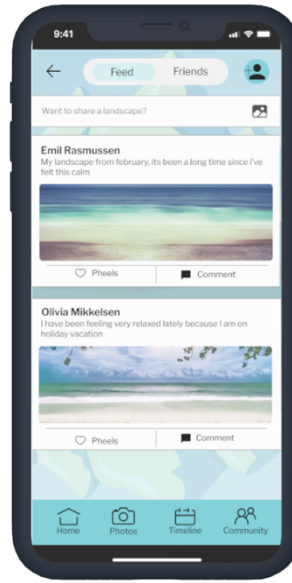 9:41
Feed Friends
Want to share a landscape?
Emil Rasmussen
My landscape from february, its been a long time since i've
felt this calm
Pheels Comment
Olivia Mikkelsen
I have been feeling very relaxed lately because I am on
holiday vacation
Pheels Comment
Home Photos Timeline Community